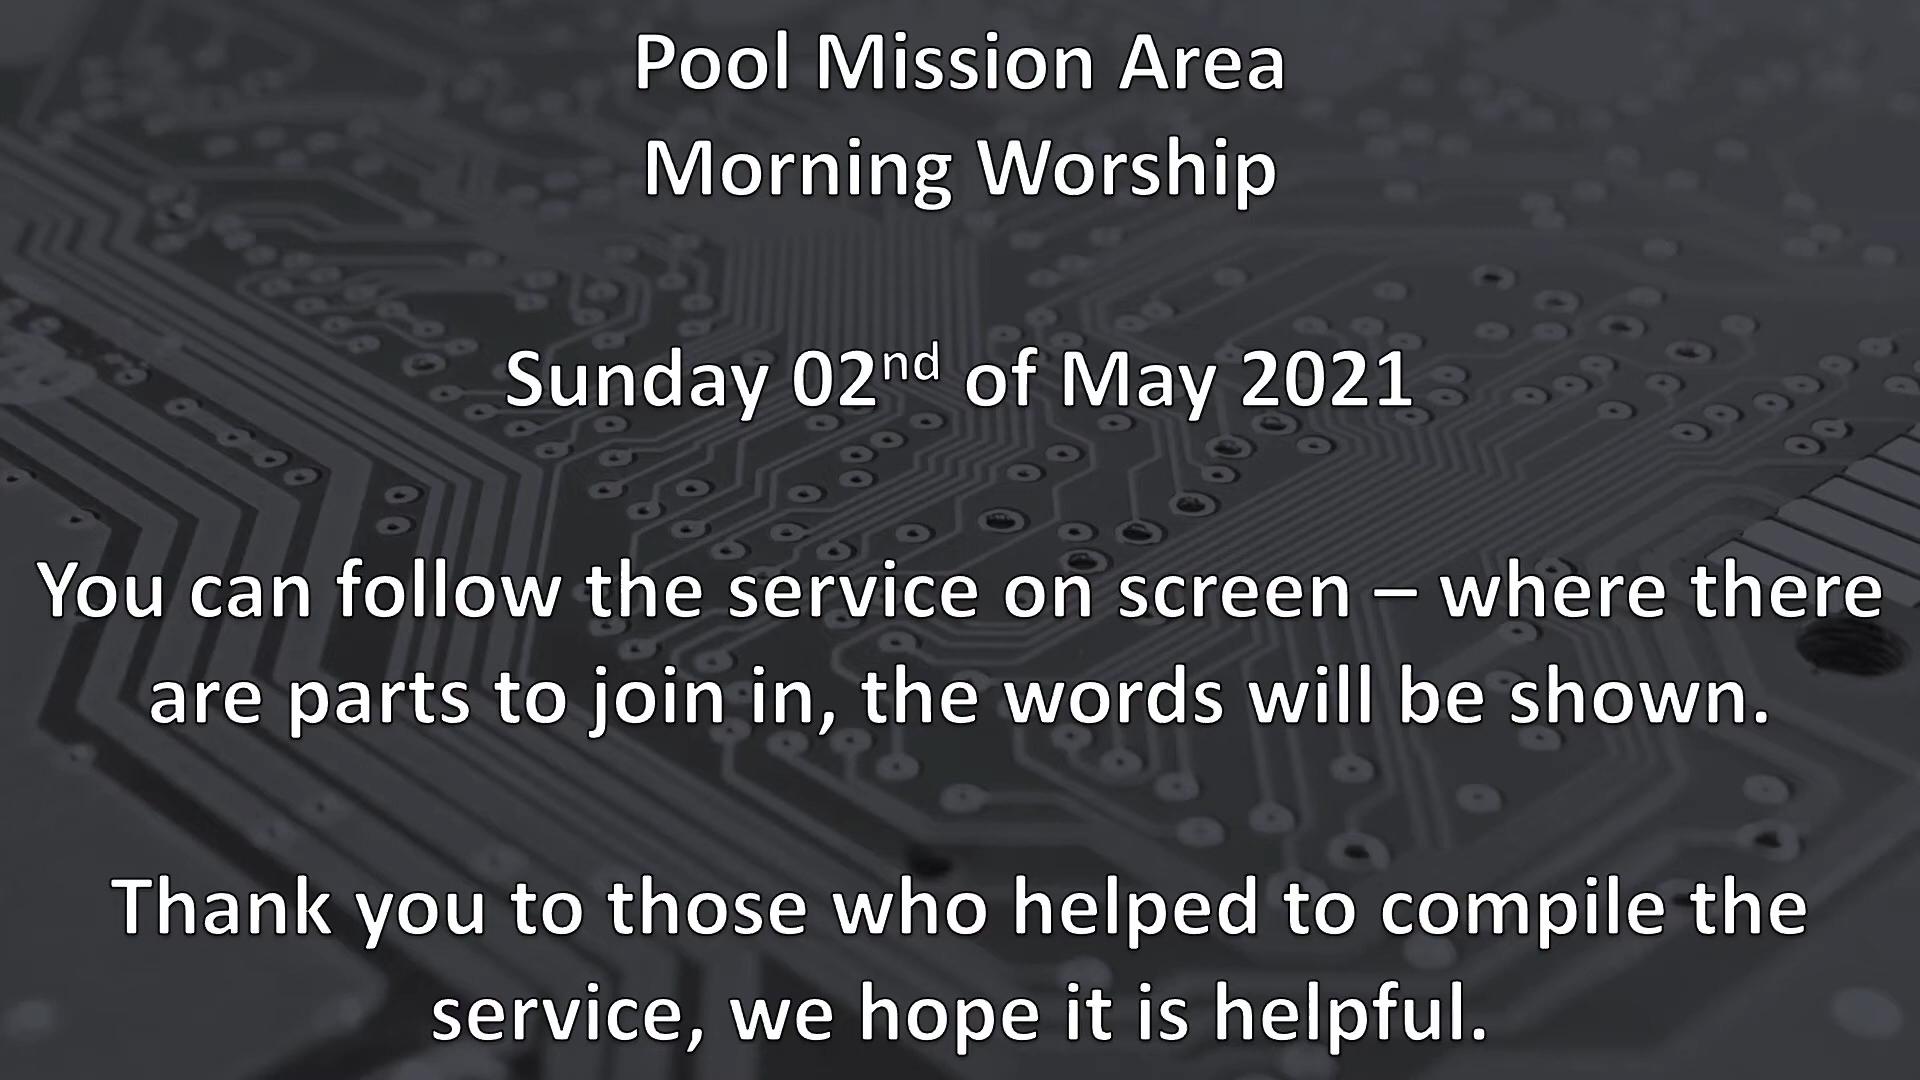 Pool Mission Area
Morning Worship
Sunday 02nd of May 2021
You can follow the service on screen – where there
are parts to join in, the words will be shown.
Thank you to those who helped to compile the
service, we hope it is helpful.